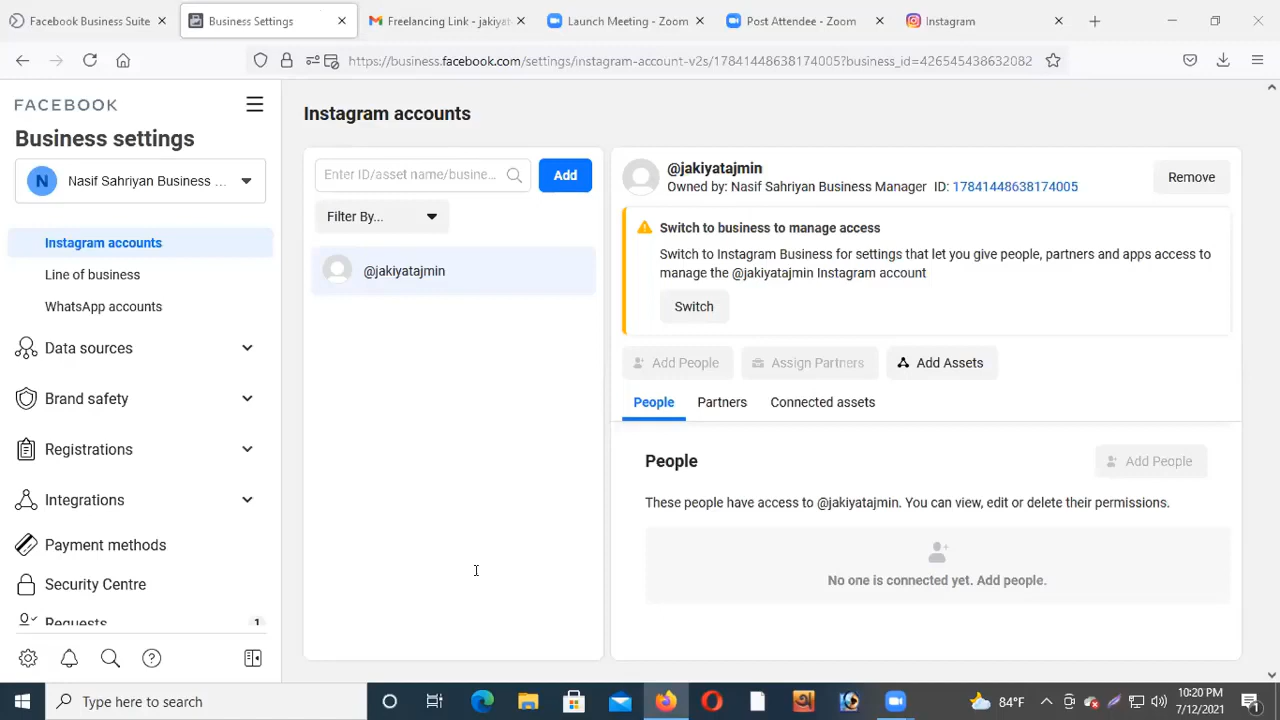 Facebook Business Suite
Business Settings
Freelancing Link - jakiyat
Launch Meeting - Zoom
Post Attendee - Zoom
Instagram
https://business.facebook.com/settings/instagram-account-v2s/17841448638174005?business_id=426545438632082
FACEBOOK
Business settings
N
Nasif Sahriyan Business ...
Instagram accounts
Line of business
WhatsApp accounts
Data sources
Brand safety
Registrations
Integrations
Payment methods
Security Centre
Requests
1
Instagram accounts
Enter ID/asset name/busine...
Add
Filter By...
@jakiyatajmin
@jakiyatajmin
Owned by: Nasif Sahriyan Business Manager ID: 17841448638174005
Remove
Switch to business to manage access
Switch to Instagram Business for settings that let you give people, partners and apps access to
manage the @jakiyatajmin Instagram account
Switch
Add People
Assign Partners
Add Assets
People
Partners
Connected assets
People
Add People
These people have access to @jakiyatajmin. You can view, edit or delete their permissions.
No one is connected yet. Add people.
Type here to search
84°F
10:20 PM
7/12/2021
1